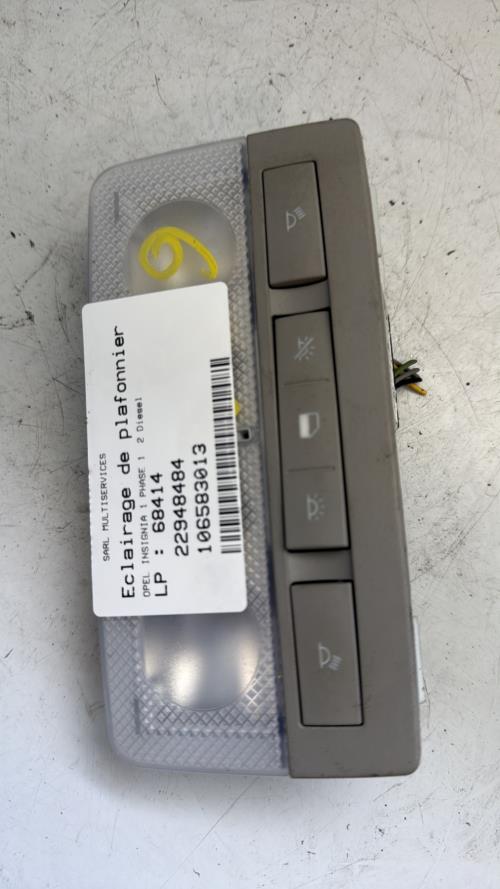 SARL MULTISERVICES
Eclairage de plafonnier
OPEL INSIGNIA 1 PHASE 1 2 Diesel
LP : 68414
22948484
106583013